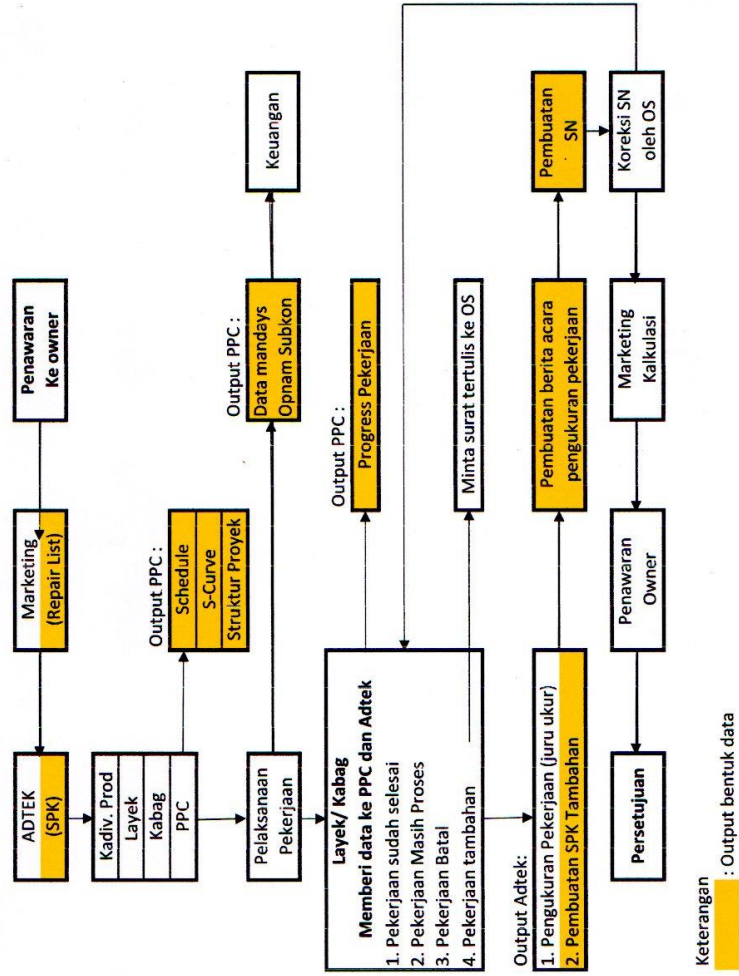 Penawaran
Ke owner
Marketing
(Repair List)
ADTEK
(SPK)
Kadiv. Prod
Layek
Kabag
PPC
Output PPC :
Schedule
S-Curve
Struktur Proyek
Pelaksanaan
Pekerjaan
Output PPC :
Data mandays
Opnam Subkon
Keuangan
Layek/ Kabag
Memberi data ke PPC dan Adtek
1. Pekerjaan sudah selesai
2. Pekerjaan Masih Proses
3. Pekerjaan Batal
4. Pekerjaan tambahan
Output PPC :
Progress Pekerjaan
Minta surat tertulis ke OS
Output Adtek:
1. Pengukuran Pekerjaan (juru ukur)
2. Pembuatan SPK Tambahan
Pembuatan berita acara
pengukuran pekerjaan
Pembuatan
SN
Koreksi SN
oleh OS
Marketing
Kalkulasi
Penawaran
Owner
Persetujuan
Keterangan
: Output bentuk data